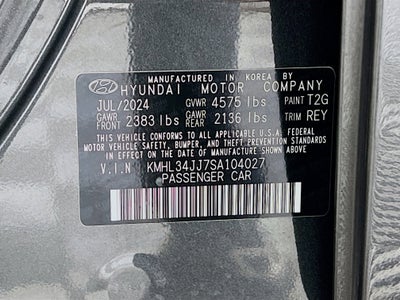 MANUFACTURED IN KOREA BY
HYUNDAI MOTOR COMPANY
JUL/2024 GVWR 4575 lbs PAINT T2G
GAWR FRONT 2383 lbs GAWR REAR 2136 lbs TRIM REY
THIS VEHICLE CONFORMS TO ALL APPLICABLE U.S.A. FEDERAL
MOTOR VEHICLE SAFETY, BUMPER, AND THEFT PREVENTION STANDARDS
IN EFFECT ON THE DATE OF MANUFACTURE SHOWN ABOVE.
V.I.N KMHL34JJ7SA104027
PASSENGER CAR